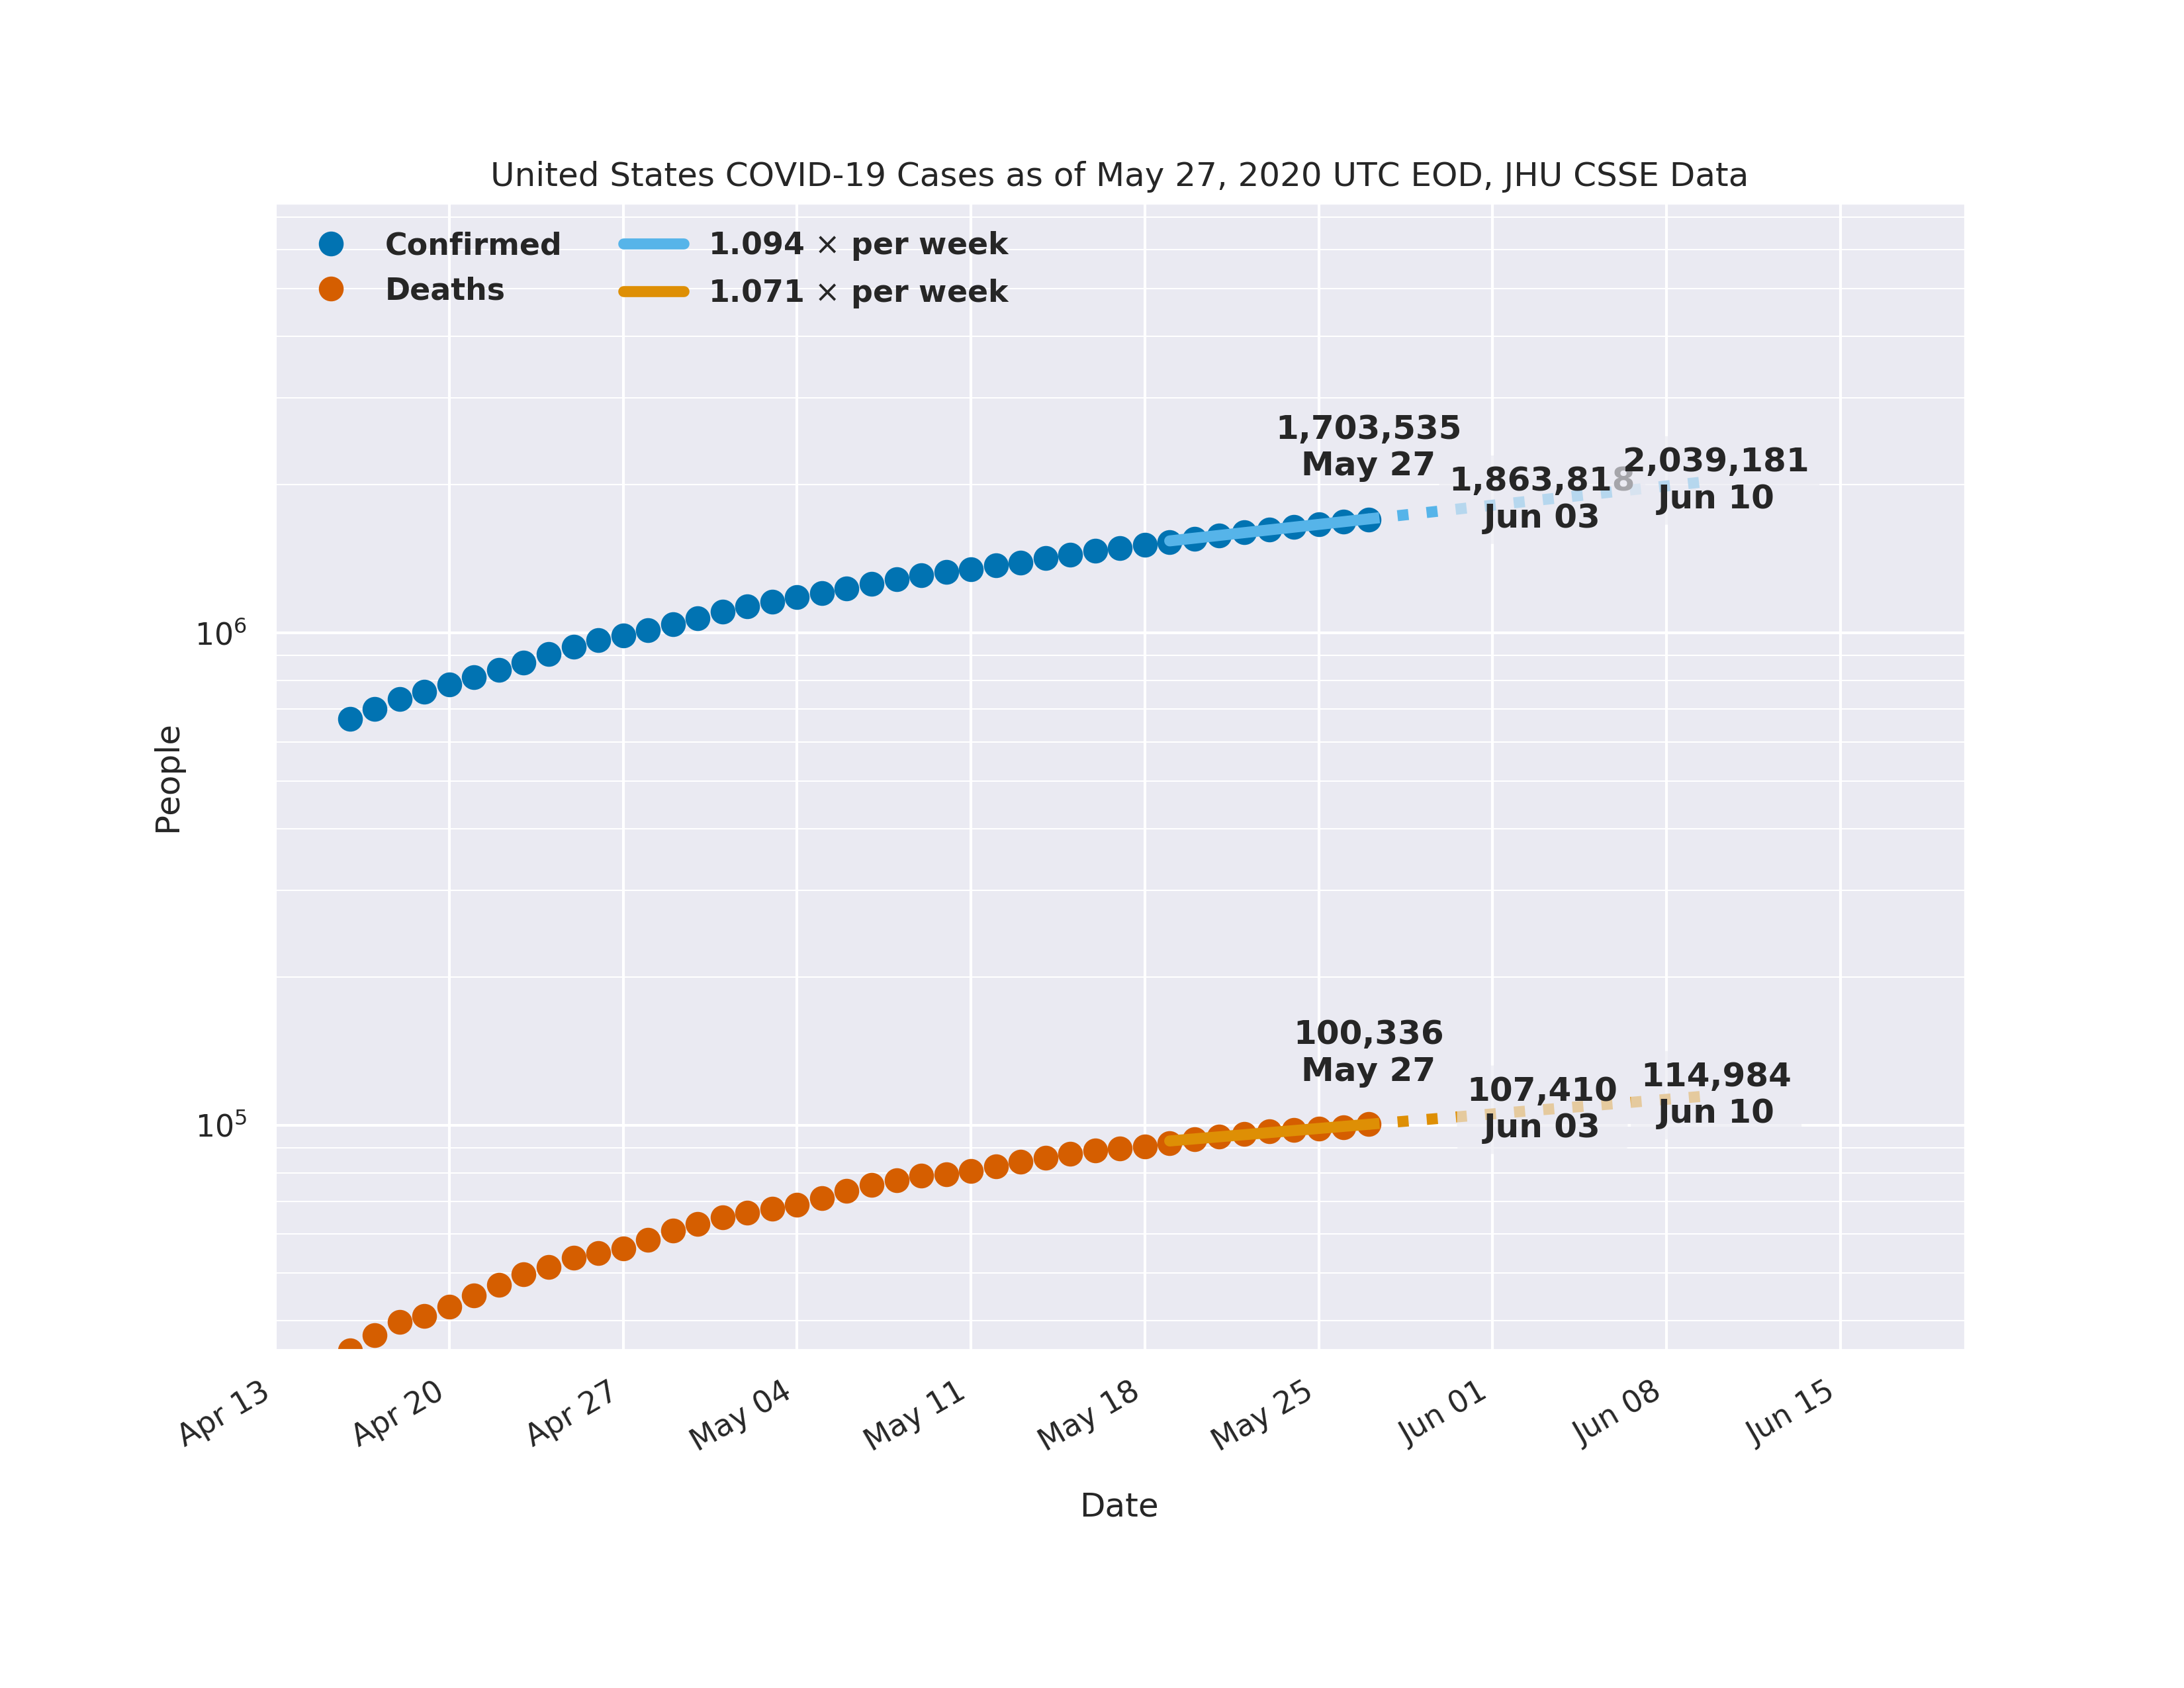 United States COVID-19 Cases as of May 27, 2020 UTC EOD, JHU CSSE Data
Confirmed
Deaths
1.094 × per week
1.071 × per week
1,703,535
May 27
1,863,818
Jun 03
2,039,181
Jun 10
10⁶
People
100,336
May 27
107,410
Jun 03
114,984
Jun 10
10⁵
Apr 13
Apr 20
Apr 27
May 04
May 11
May 18
May 25
Jun 01
Jun 08
Jun 15
Date